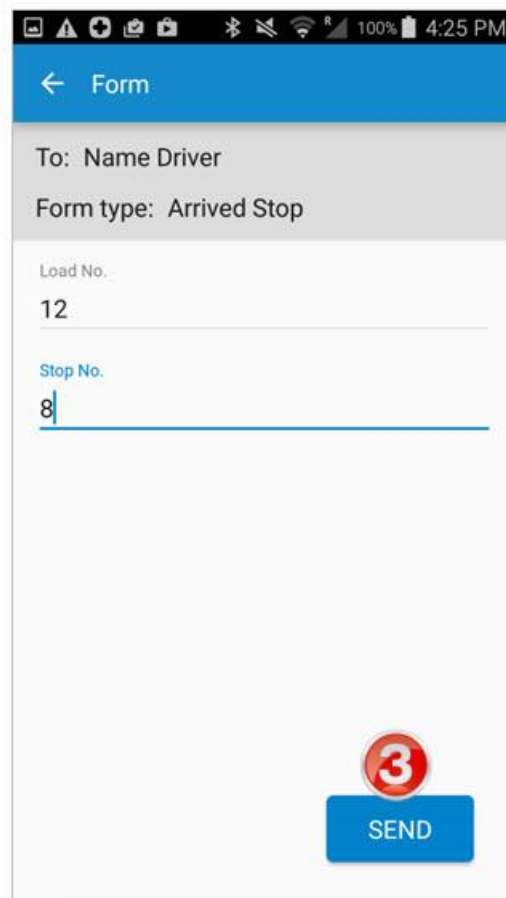 R 100% 4:25 PM
Form
To: Name Driver
Form type: Arrived Stop
Load No.
12
Stop No.
8
3
SEND